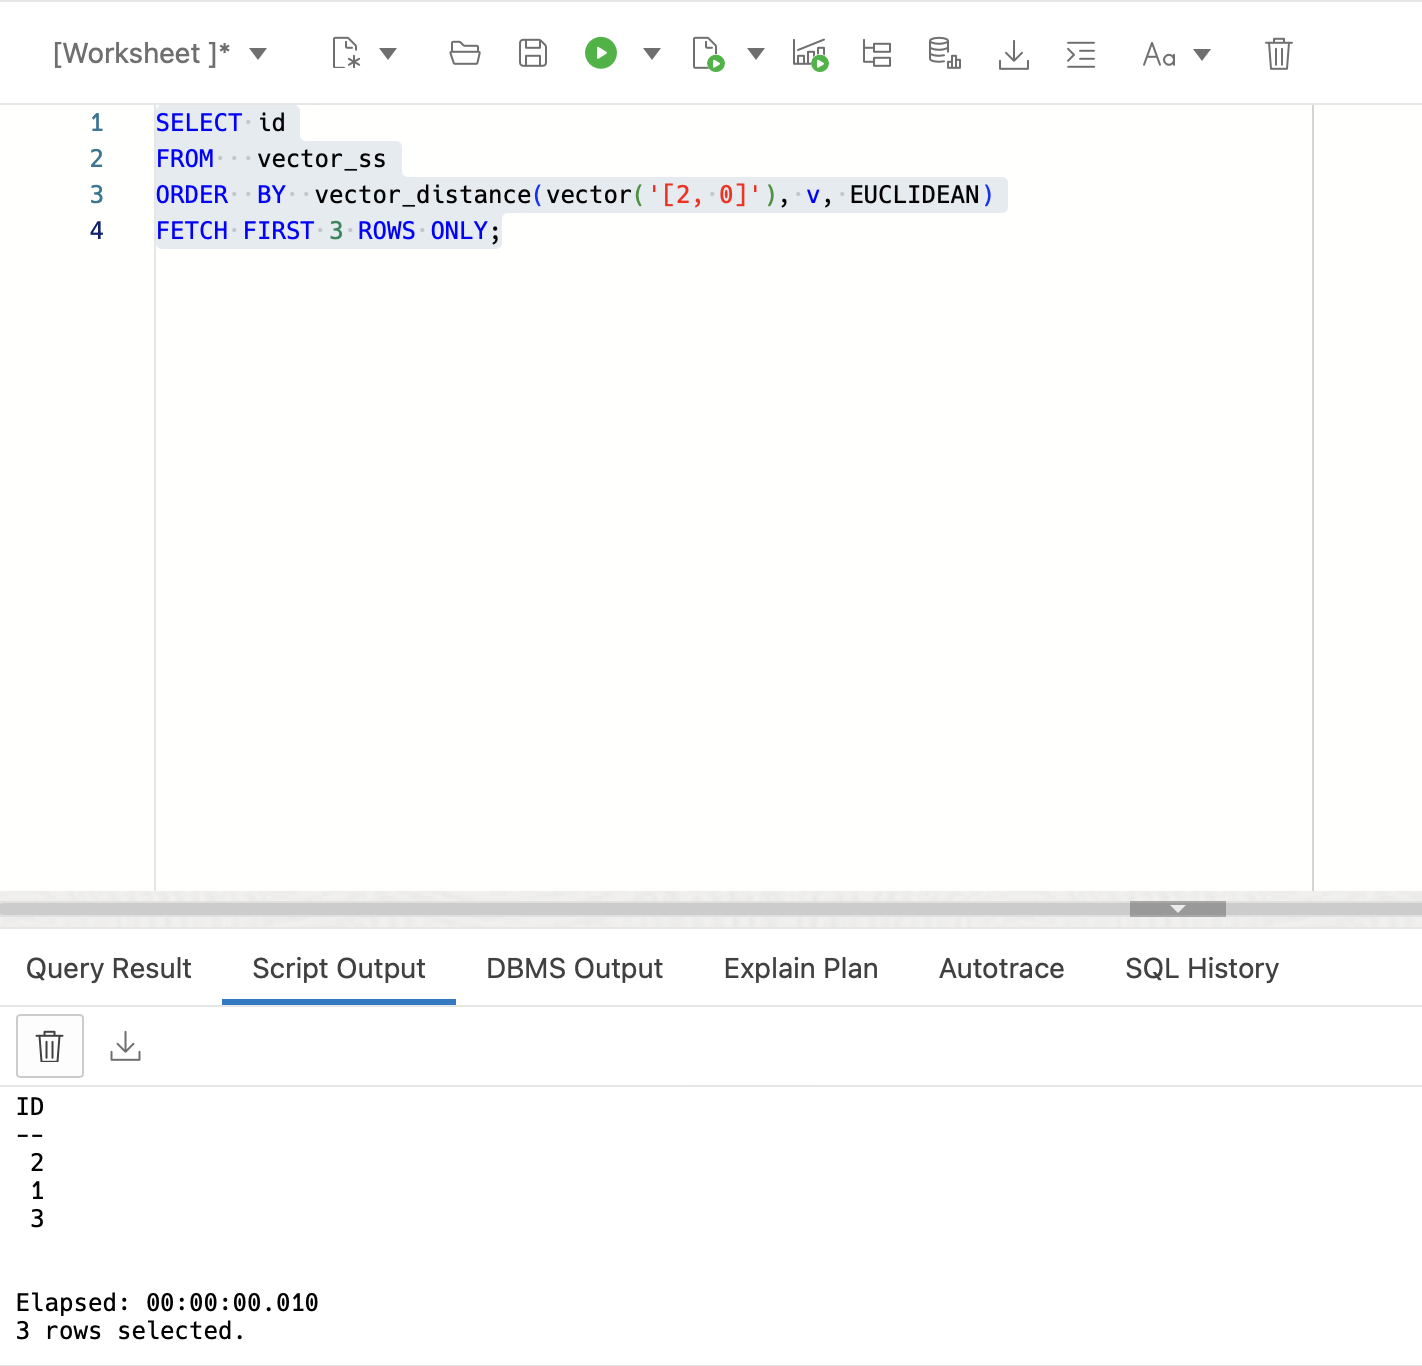 [Worksheet ]*
Aa
1 SELECT id
2 FROM   vector_ss
3 ORDER  BY  vector_distance(vector('[2, 0]'), v, EUCLIDEAN)
4 FETCH FIRST 3 ROWS ONLY;
Query Result Script Output DBMS Output Explain Plan Autotrace SQL History
ID
--
 2
 1
 3
Elapsed: 00:00:00.010
3 rows selected.